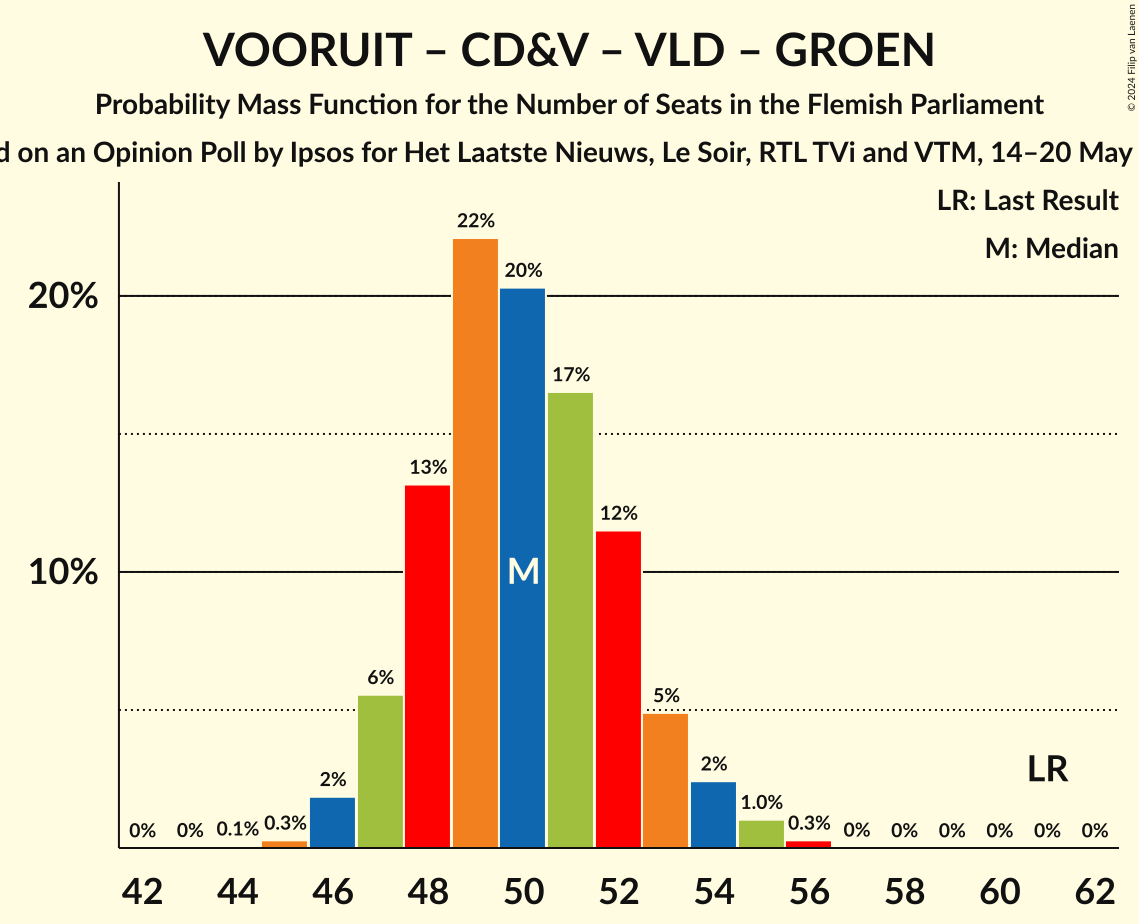 © 2024 Filip van Laenen
VOORUIT – CD&V – VLD – GROEN
Probability Mass Function for the Number of Seats in the Flemish Parliament
on an Opinion Poll by Ipsos for Het Laatste Nieuws, Le Soir, RTL TVi and VTM, 14–20 May
LR: Last Result
M: Median
22%
20%
20%
17%
13%
12%
10%
M
6%
5%
2%
2%
LR
0% 0% 0.1% 0.3% 1.0% 0.3% 0% 0% 0% 0% 0% 0%
42 44 46 48 50 52 54 56 58 60 62